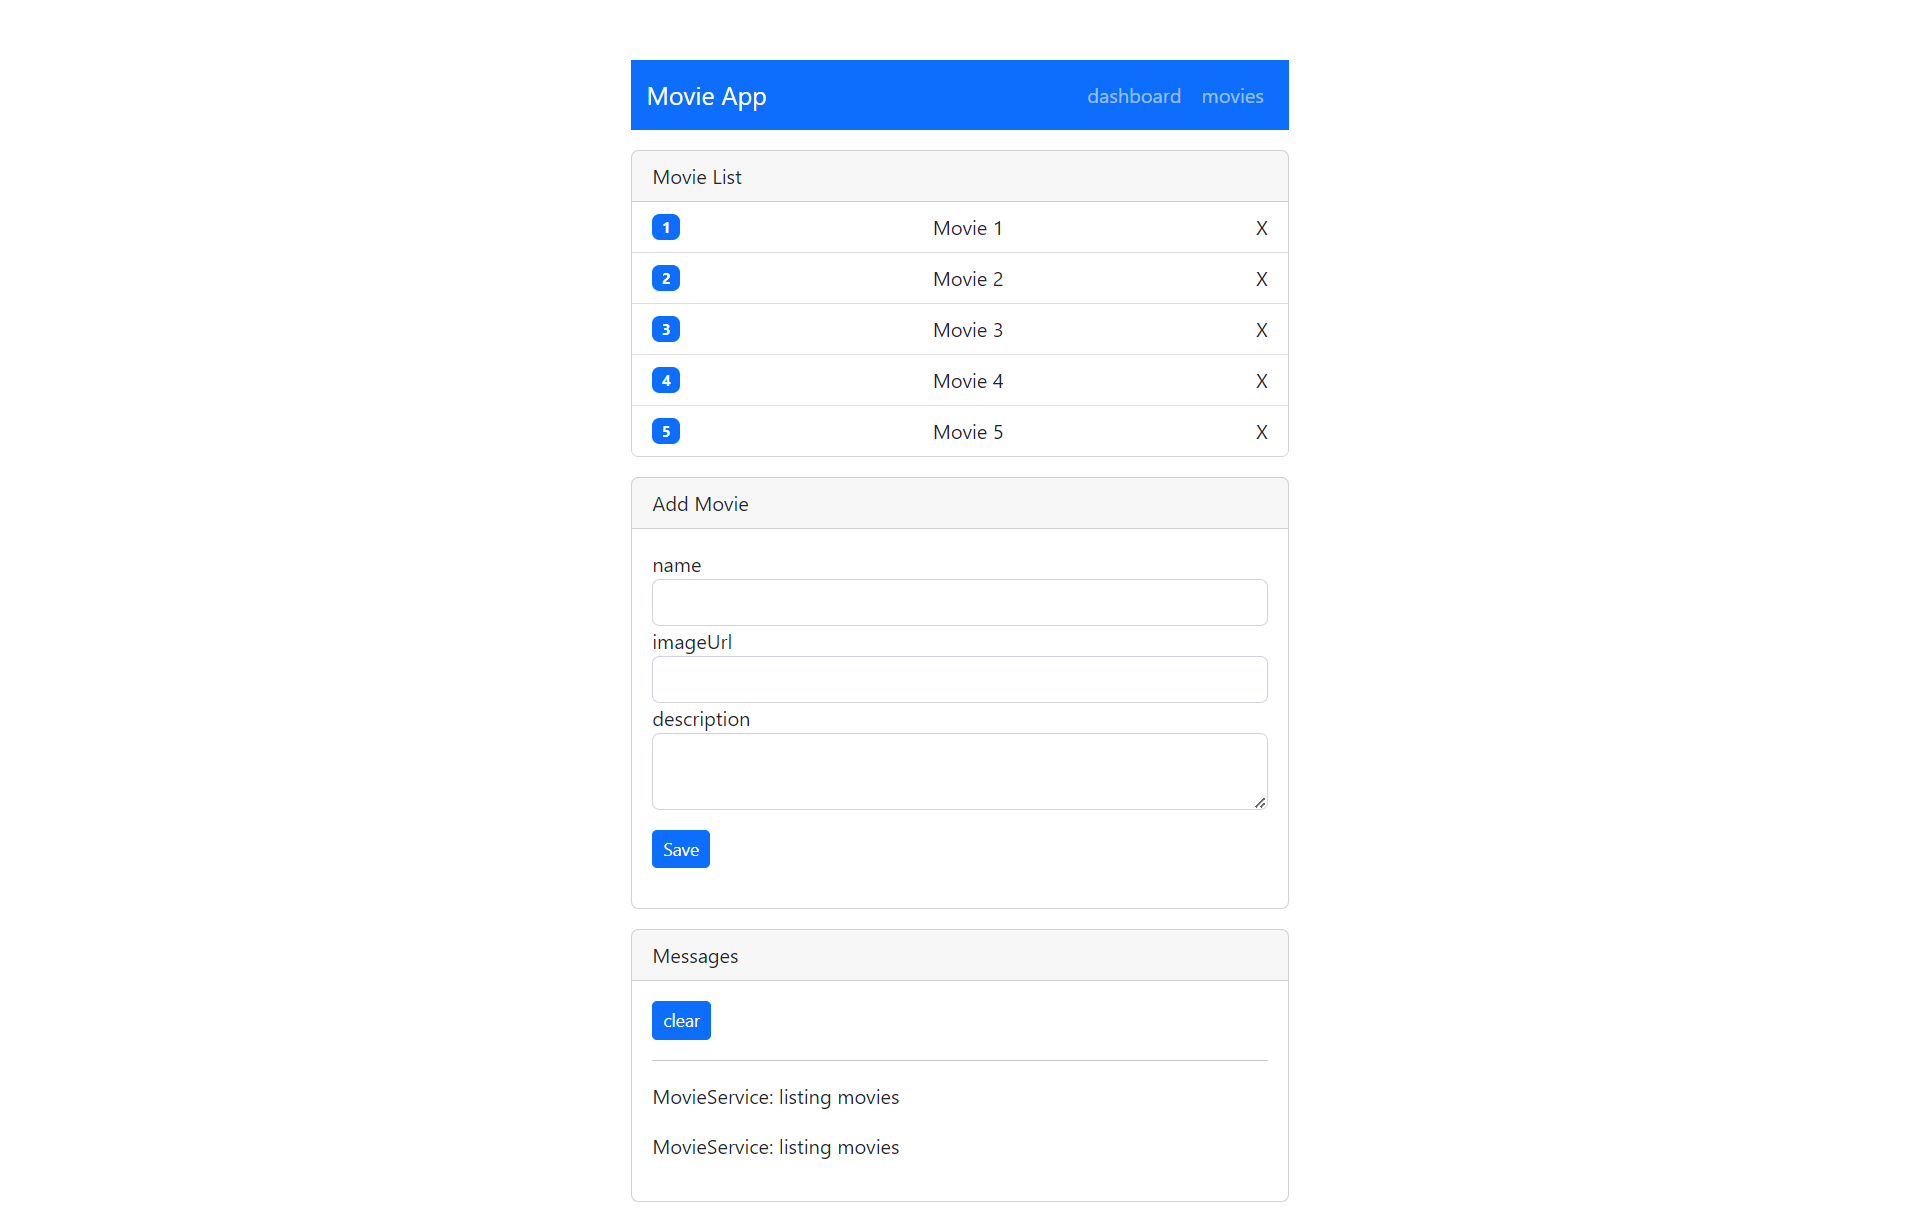 Movie App dashboard movies
Movie List
1 Movie 1 X
2 Movie 2 X
3 Movie 3 X
4 Movie 4 X
5 Movie 5 X
Add Movie
name
imageUrl
description
Save
Messages
clear
MovieService: listing movies
MovieService: listing movies